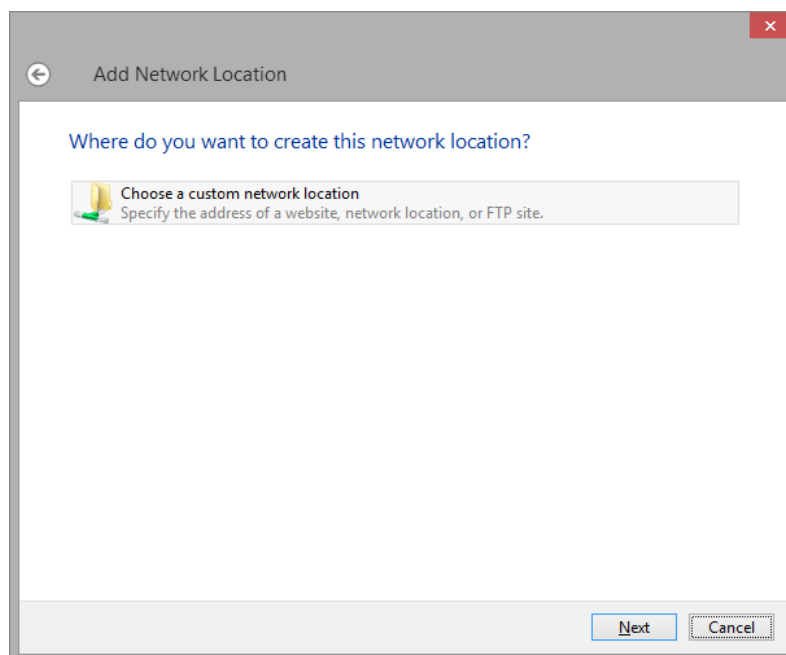 Add Network Location
Where do you want to create this network location?
Choose a custom network location
Specify the address of a website, network location, or FTP site.
Next
Cancel